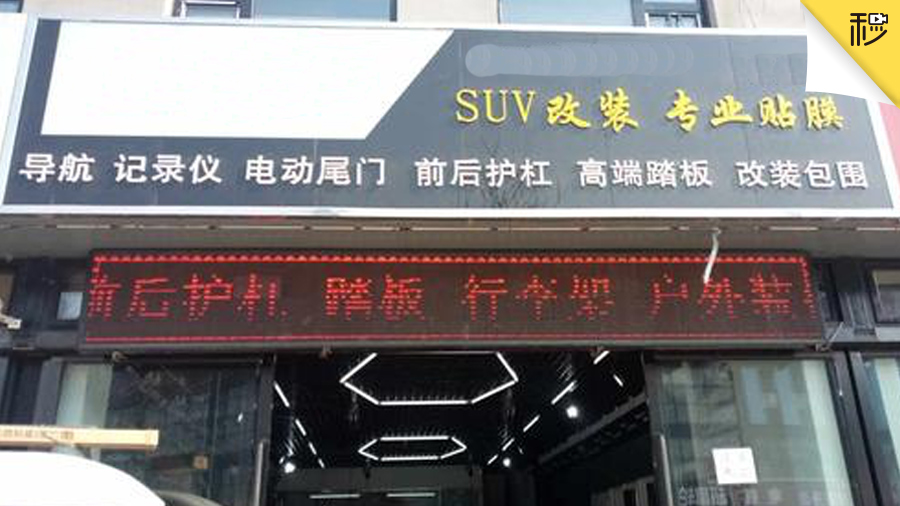 秒
SUV改装 专业贴膜
导航 记录仪 电动尾门 前后护杠 高端踏板 改装包围
前后护杠 踏板 行李架 户外装